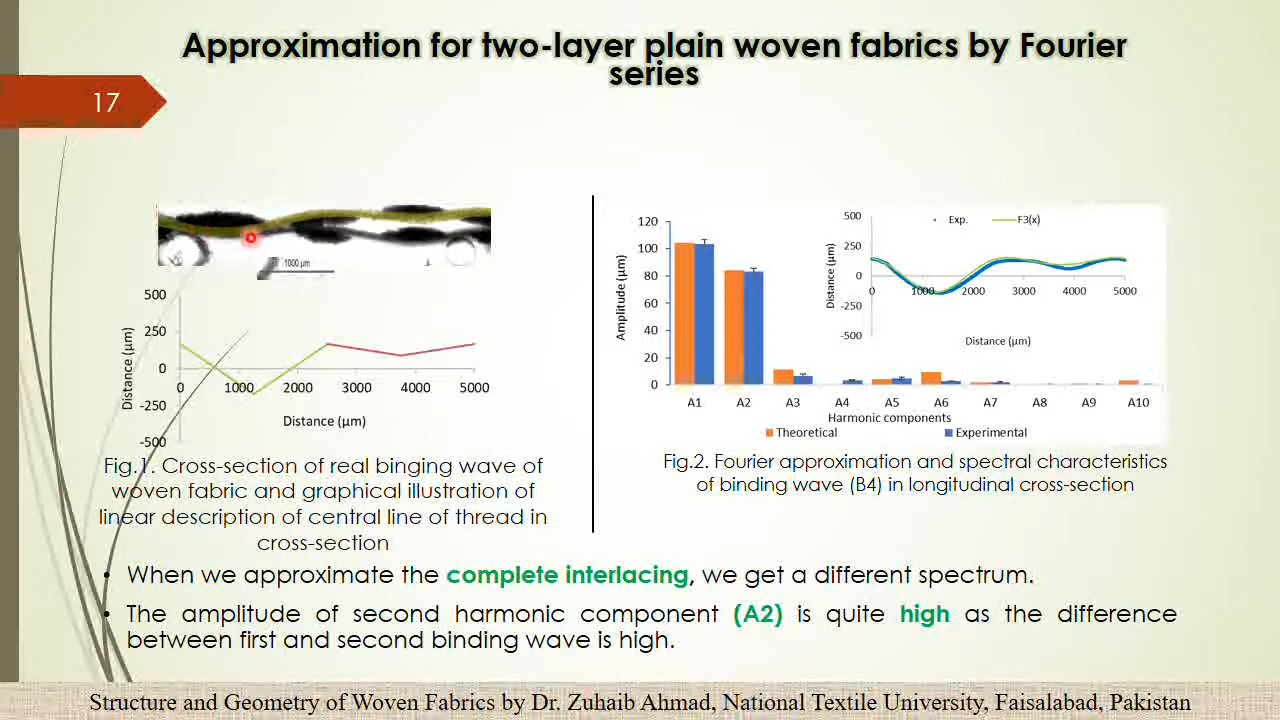 Approximation for two-layer plain woven fabrics by Fourier
series
17
1000 µm
500
250
0
-250
-500
0 1000 2000 3000 4000 5000
Distance (µm)
Distance (µm)
Fig.1. Cross-section of real binging wave of
woven fabric and graphical illustration of
linear description of central line of thread in
cross-section
120
100
80
60
40
20
0
Amplitude (µm)
A1 A2 A3 A4 A5 A6 A7 A8 A9 A10
Harmonic components
Theoretical Experimental
Exp. F3(x)
500
250
0
-250
-500
Distance (µm)
0 1000 2000 3000 4000 5000
Distance (µm)
Fig.2. Fourier approximation and spectral characteristics
of binding wave (B4) in longitudinal cross-section
• When we approximate the complete interlacing, we get a different spectrum.
• The amplitude of second harmonic component (A2) is quite high as the difference
between first and second binding wave is high.
Structure and Geometry of Woven Fabrics by Dr. Zuhaib Ahmad, National Textile University, Faisalabad, Pakistan